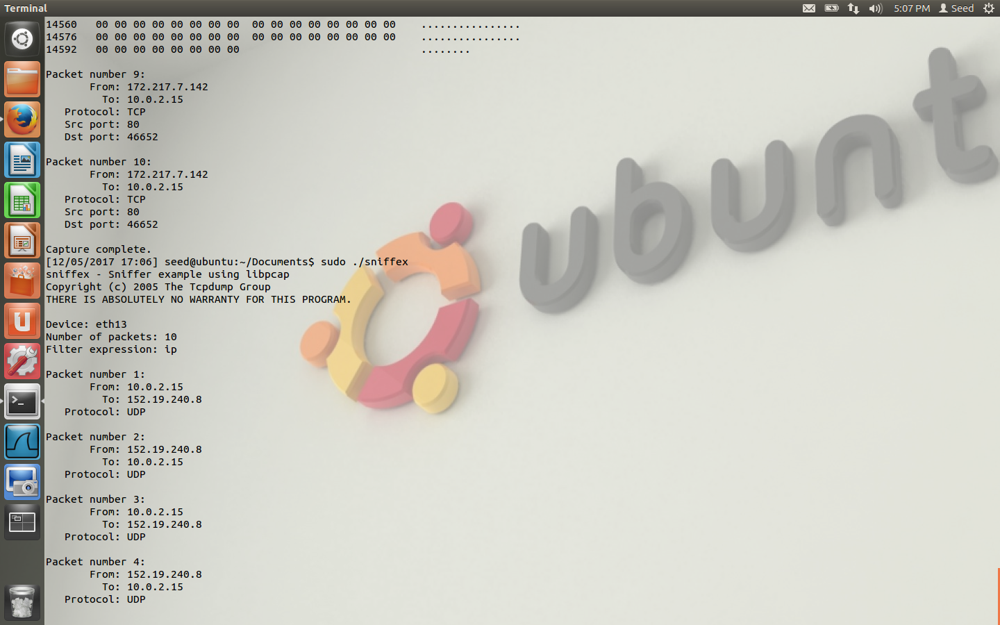 Terminal
5:07 PM Seed
14560 00 00 00 00 00 00 00 00 00 00 00 00 00 00 00 00 ................
14576 00 00 00 00 00 00 00 00 00 00 00 00 00 00 00 00 ................
14592 00 00 00 00 00 00 00 00 ........
Packet number 9:
From: 172.217.7.142
To: 10.0.2.15
Protocol: TCP
Src port: 80
Dst port: 46652
Packet number 10:
From: 172.217.7.142
To: 10.0.2.15
Protocol: TCP
Src port: 80
Dst port: 46652
Capture complete.
[12/05/2017 17:06] seed@ubuntu:~/Documents$ sudo ./sniffex
sniffex - Sniffer example using libpcap
Copyright (c) 2005 The Tcpdump Group
THERE IS ABSOLUTELY NO WARRANTY FOR THIS PROGRAM.
Device: eth13
Number of packets: 10
Filter expression: ip
Packet number 1:
From: 10.0.2.15
To: 152.19.240.8
Protocol: UDP
Packet number 2:
From: 152.19.240.8
To: 10.0.2.15
Protocol: UDP
Packet number 3:
From: 10.0.2.15
To: 152.19.240.8
Protocol: UDP
Packet number 4:
From: 152.19.240.8
To: 10.0.2.15
Protocol: UDP
ubunt